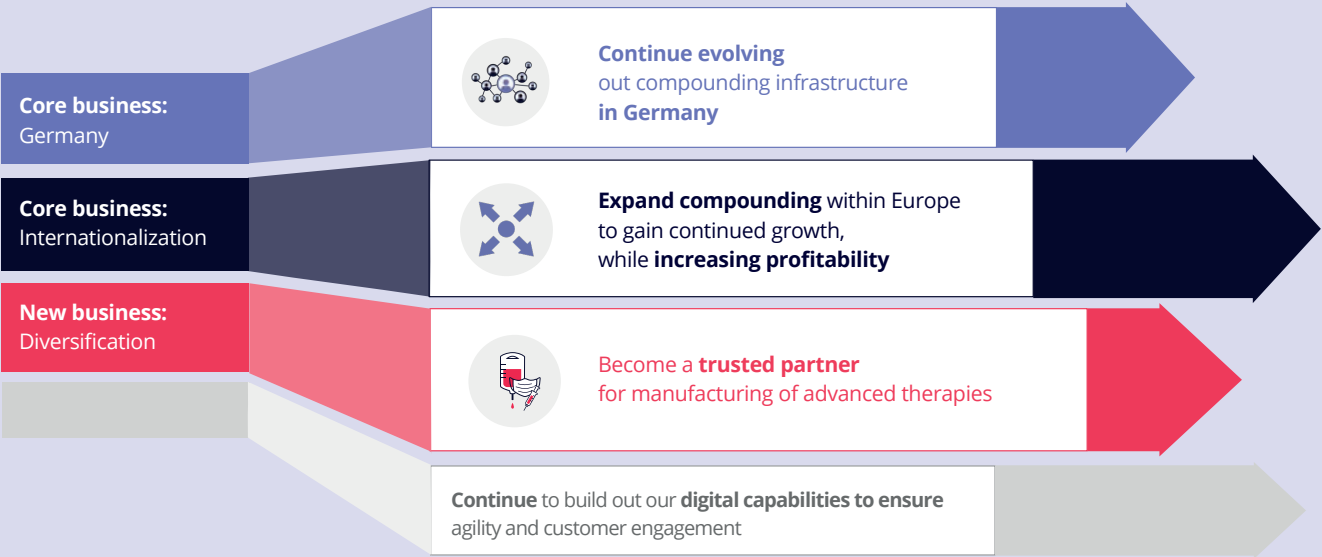 Core business:
Germany
Continue evolving
out compounding infrastructure
in Germany
Core business:
Internationalization
Expand compounding within Europe
to gain continued growth,
while increasing profitability
New business:
Diversification
Become a trusted partner
for manufacturing of advanced therapies
Continue to build out our digital capabilities to ensure
agility and customer engagement